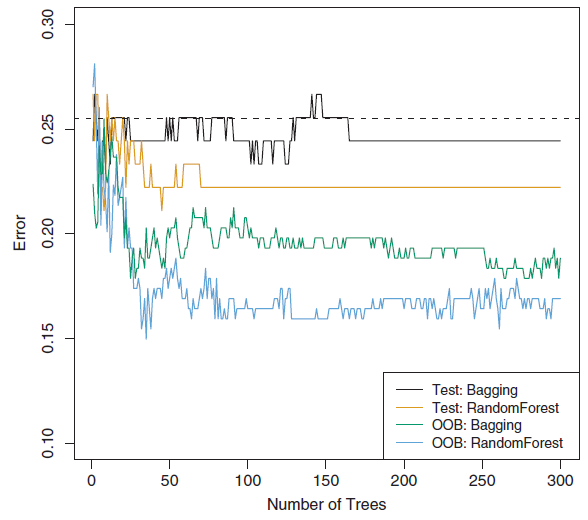 0.30
0.25
0.20
0.15
0.10
Error
0 50 100 150 200 250 300
Number of Trees
Test: Bagging
Test: RandomForest
OOB: Bagging
OOB: RandomForest